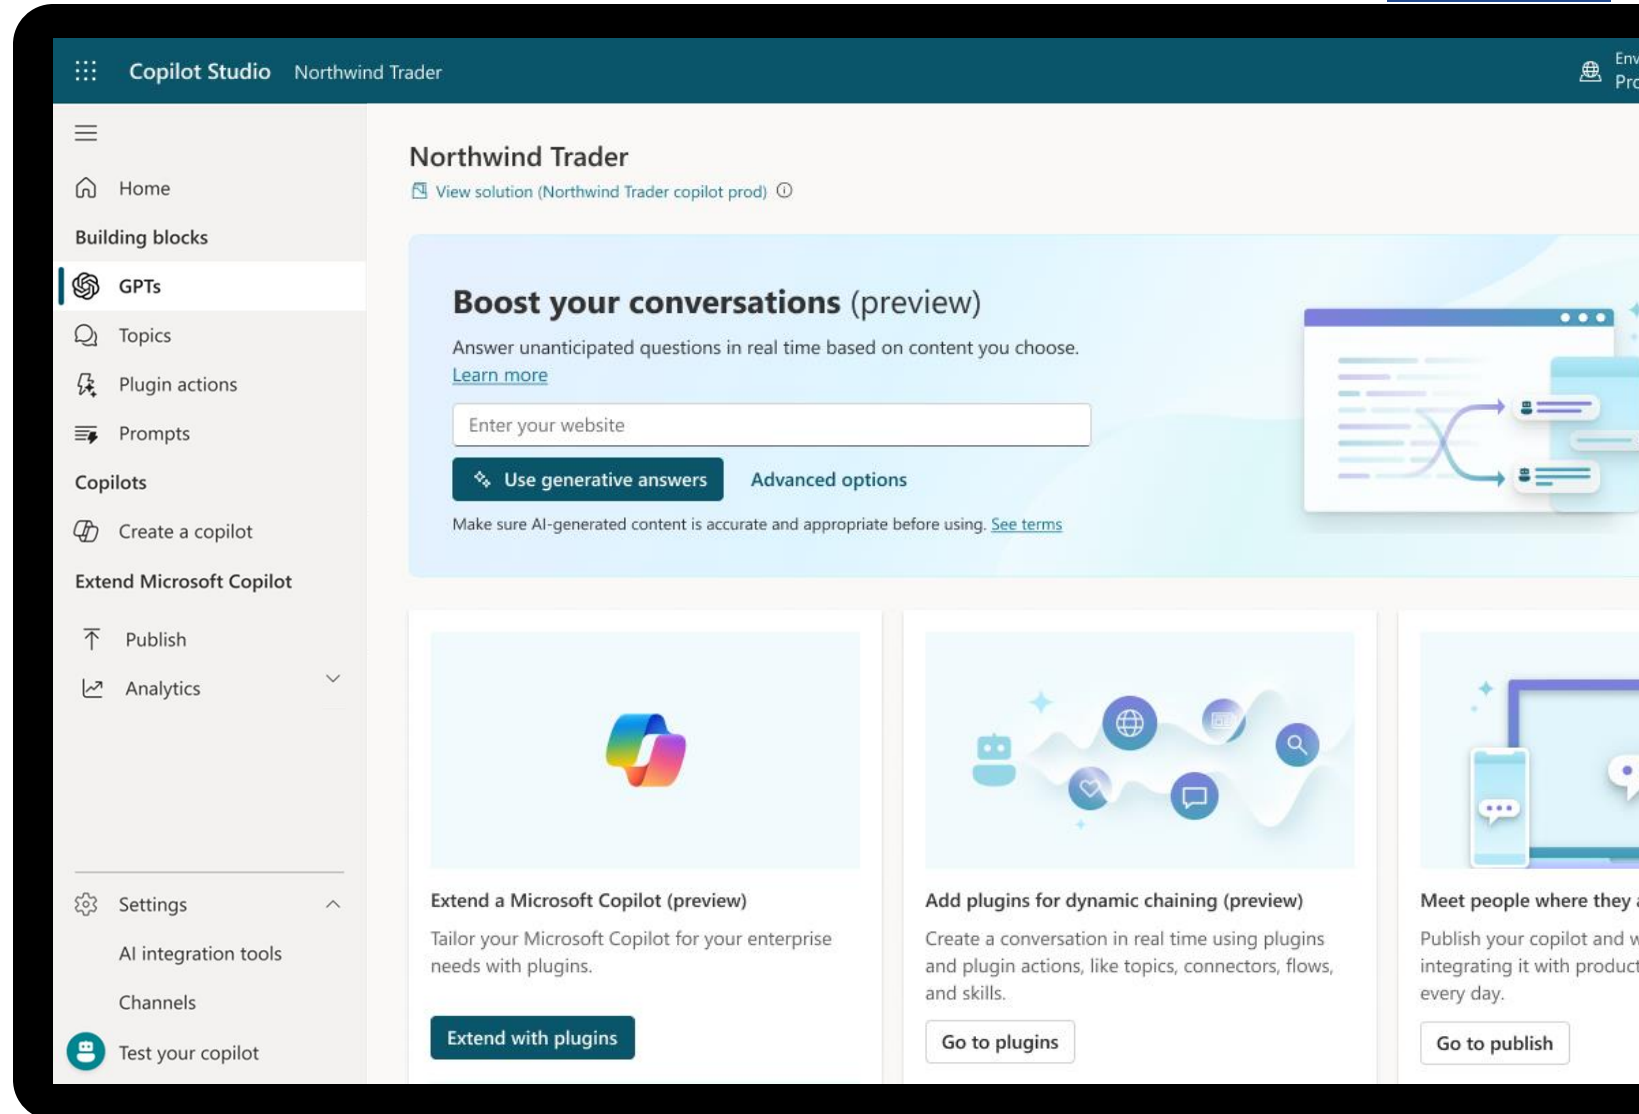 Copilot Studio Northwind Trader
Env
Pro
Northwind Trader
View solution (Northwind Trader copilot prod)
Home
Building blocks
GPTs
Topics
Plugin actions
Prompts
Copilots
Create a copilot
Extend Microsoft Copilot
Publish
Analytics
Settings
AI integration tools
Channels
Test your copilot
Boost your conversations (preview)
Answer unanticipated questions in real time based on content you choose.
Learn more
Enter your website
Use generative answers Advanced options
Make sure AI-generated content is accurate and appropriate before using. See terms
Extend a Microsoft Copilot (preview)
Tailor your Microsoft Copilot for your enterprise
needs with plugins.
Extend with plugins
Add plugins for dynamic chaining (preview)
Create a conversation in real time using plugins
and plugin actions, like topics, connectors, flows,
and skills.
Go to plugins
Meet people where they a
Publish your copilot and w
integrating it with product
every day.
Go to publish